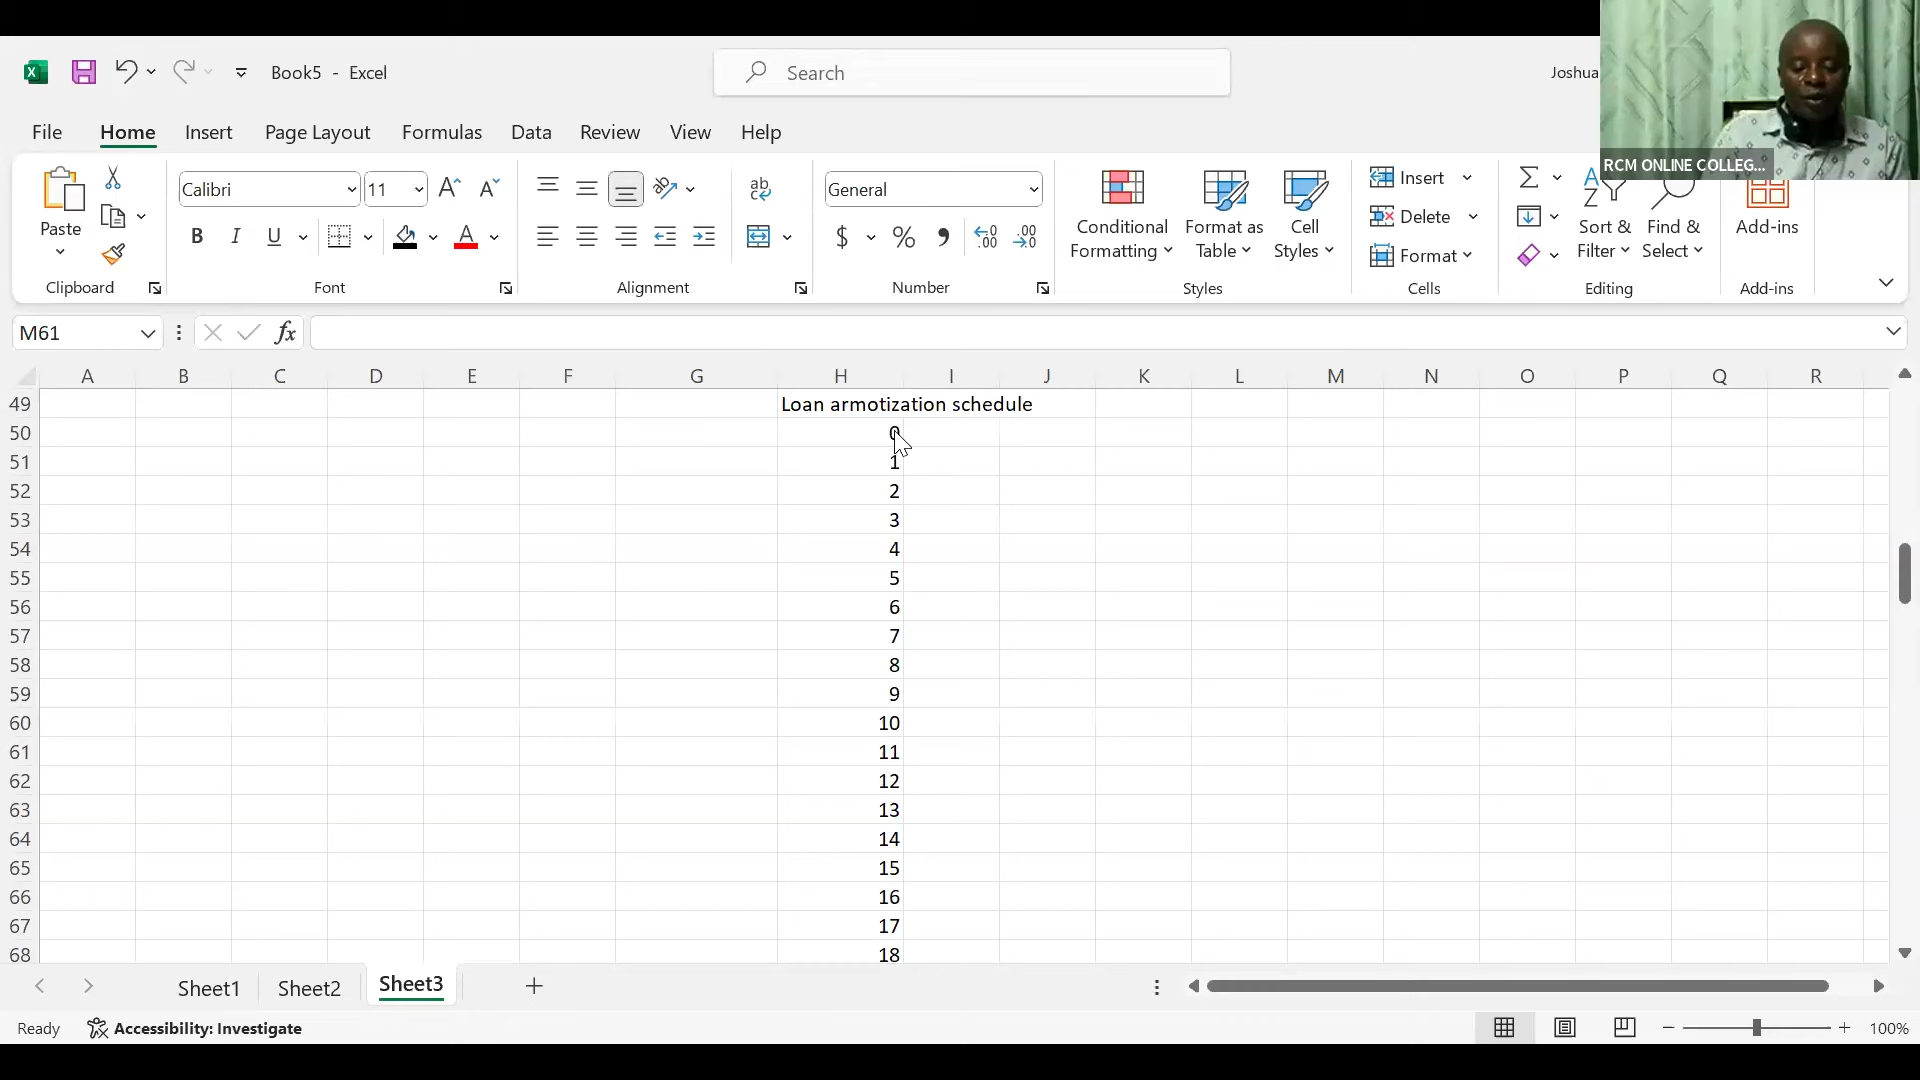 Book5 - Excel
Search
Joshua
RCM ONLINE COLLEG...
File Home Insert Page Layout Formulas Data Review View Help
Paste
Calibri 11
B I U
ab
General
Conditional Formatting
Format as Table
Cell Styles
Insert
Delete
Format
Sort & Filter
Find & Select
Add-ins
Clipboard Font Alignment Number Styles Cells Editing Add-ins
M61
fx
A B C D E F G H I J K L M N O P Q R
49 Loan armotization schedule
50 0
51 1
52 2
53 3
54 4
55 5
56 6
57 7
58 8
59 9
60 10
61 11
62 12
63 13
64 14
65 15
66 16
67 17
68 18
Sheet1 Sheet2 Sheet3
Ready Accessibility: Investigate 100%